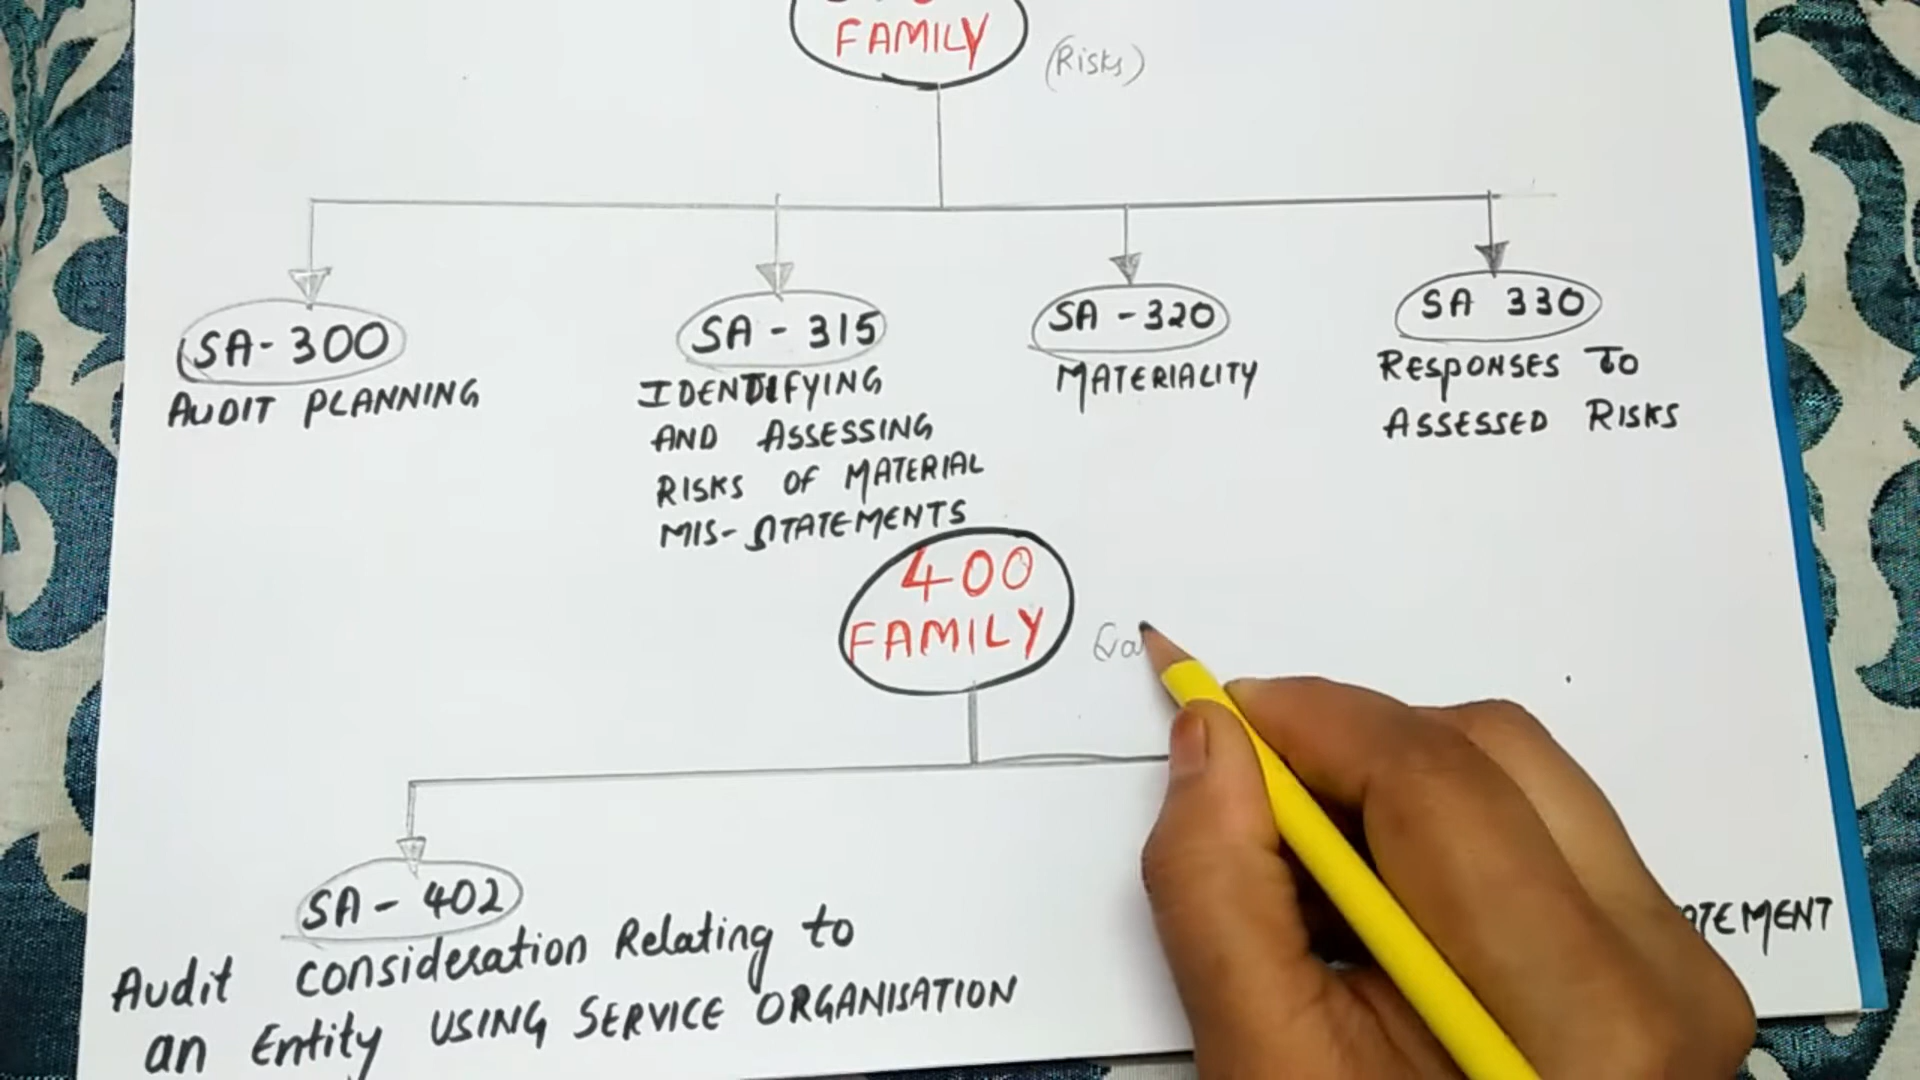 FAMILY
(Risks)
SA-300
AUDIT PLANNING
SA - 315
IDENTIFYING
AND ASSESSING
RISKS OF MATERIAL
MIS-STATEMENTS
SA - 320
MATERIALITY
SA 330
RESPONSES TO
ASSESSED RISKS
400
FAMILY
SA - 402
Audit consideration Relating to
an Entity USING SERVICE ORGANISATION